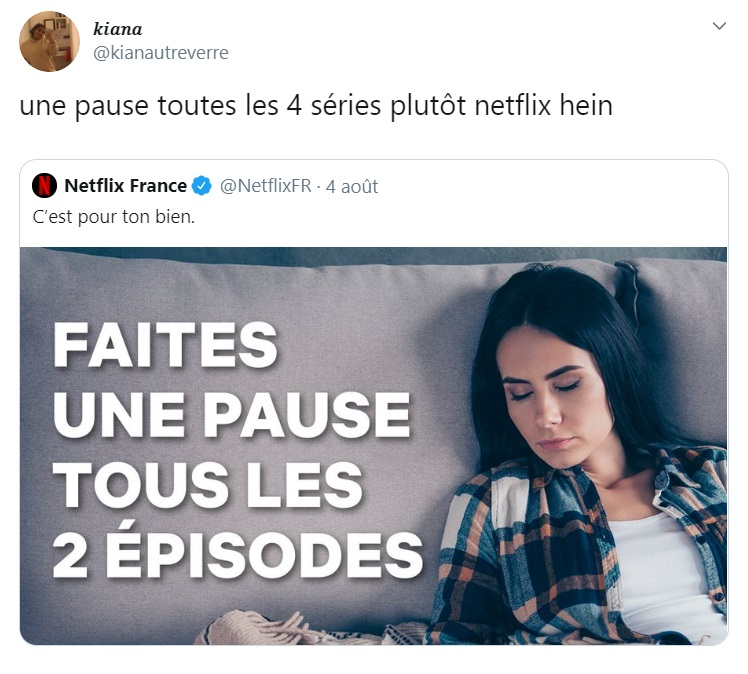 kiana
@kianautreverre
une pause toutes les 4 séries plutôt netflix hein
Netflix France @NetflixFR · 4 août
C'est pour ton bien.
FAITES
UNE PAUSE
TOUS LES
2 ÉPISODES